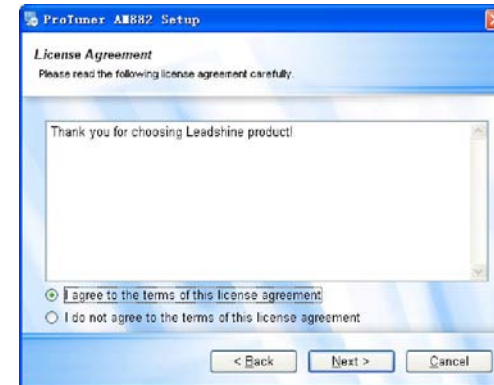 ProTuner AM882 Setup
License Agreement
Please read the following license agreement carefully.
Thank you for choosing Leadshine product!
I agree to the terms of this license agreement
I do not agree to the terms of this license agreement
< Back Next > Cancel